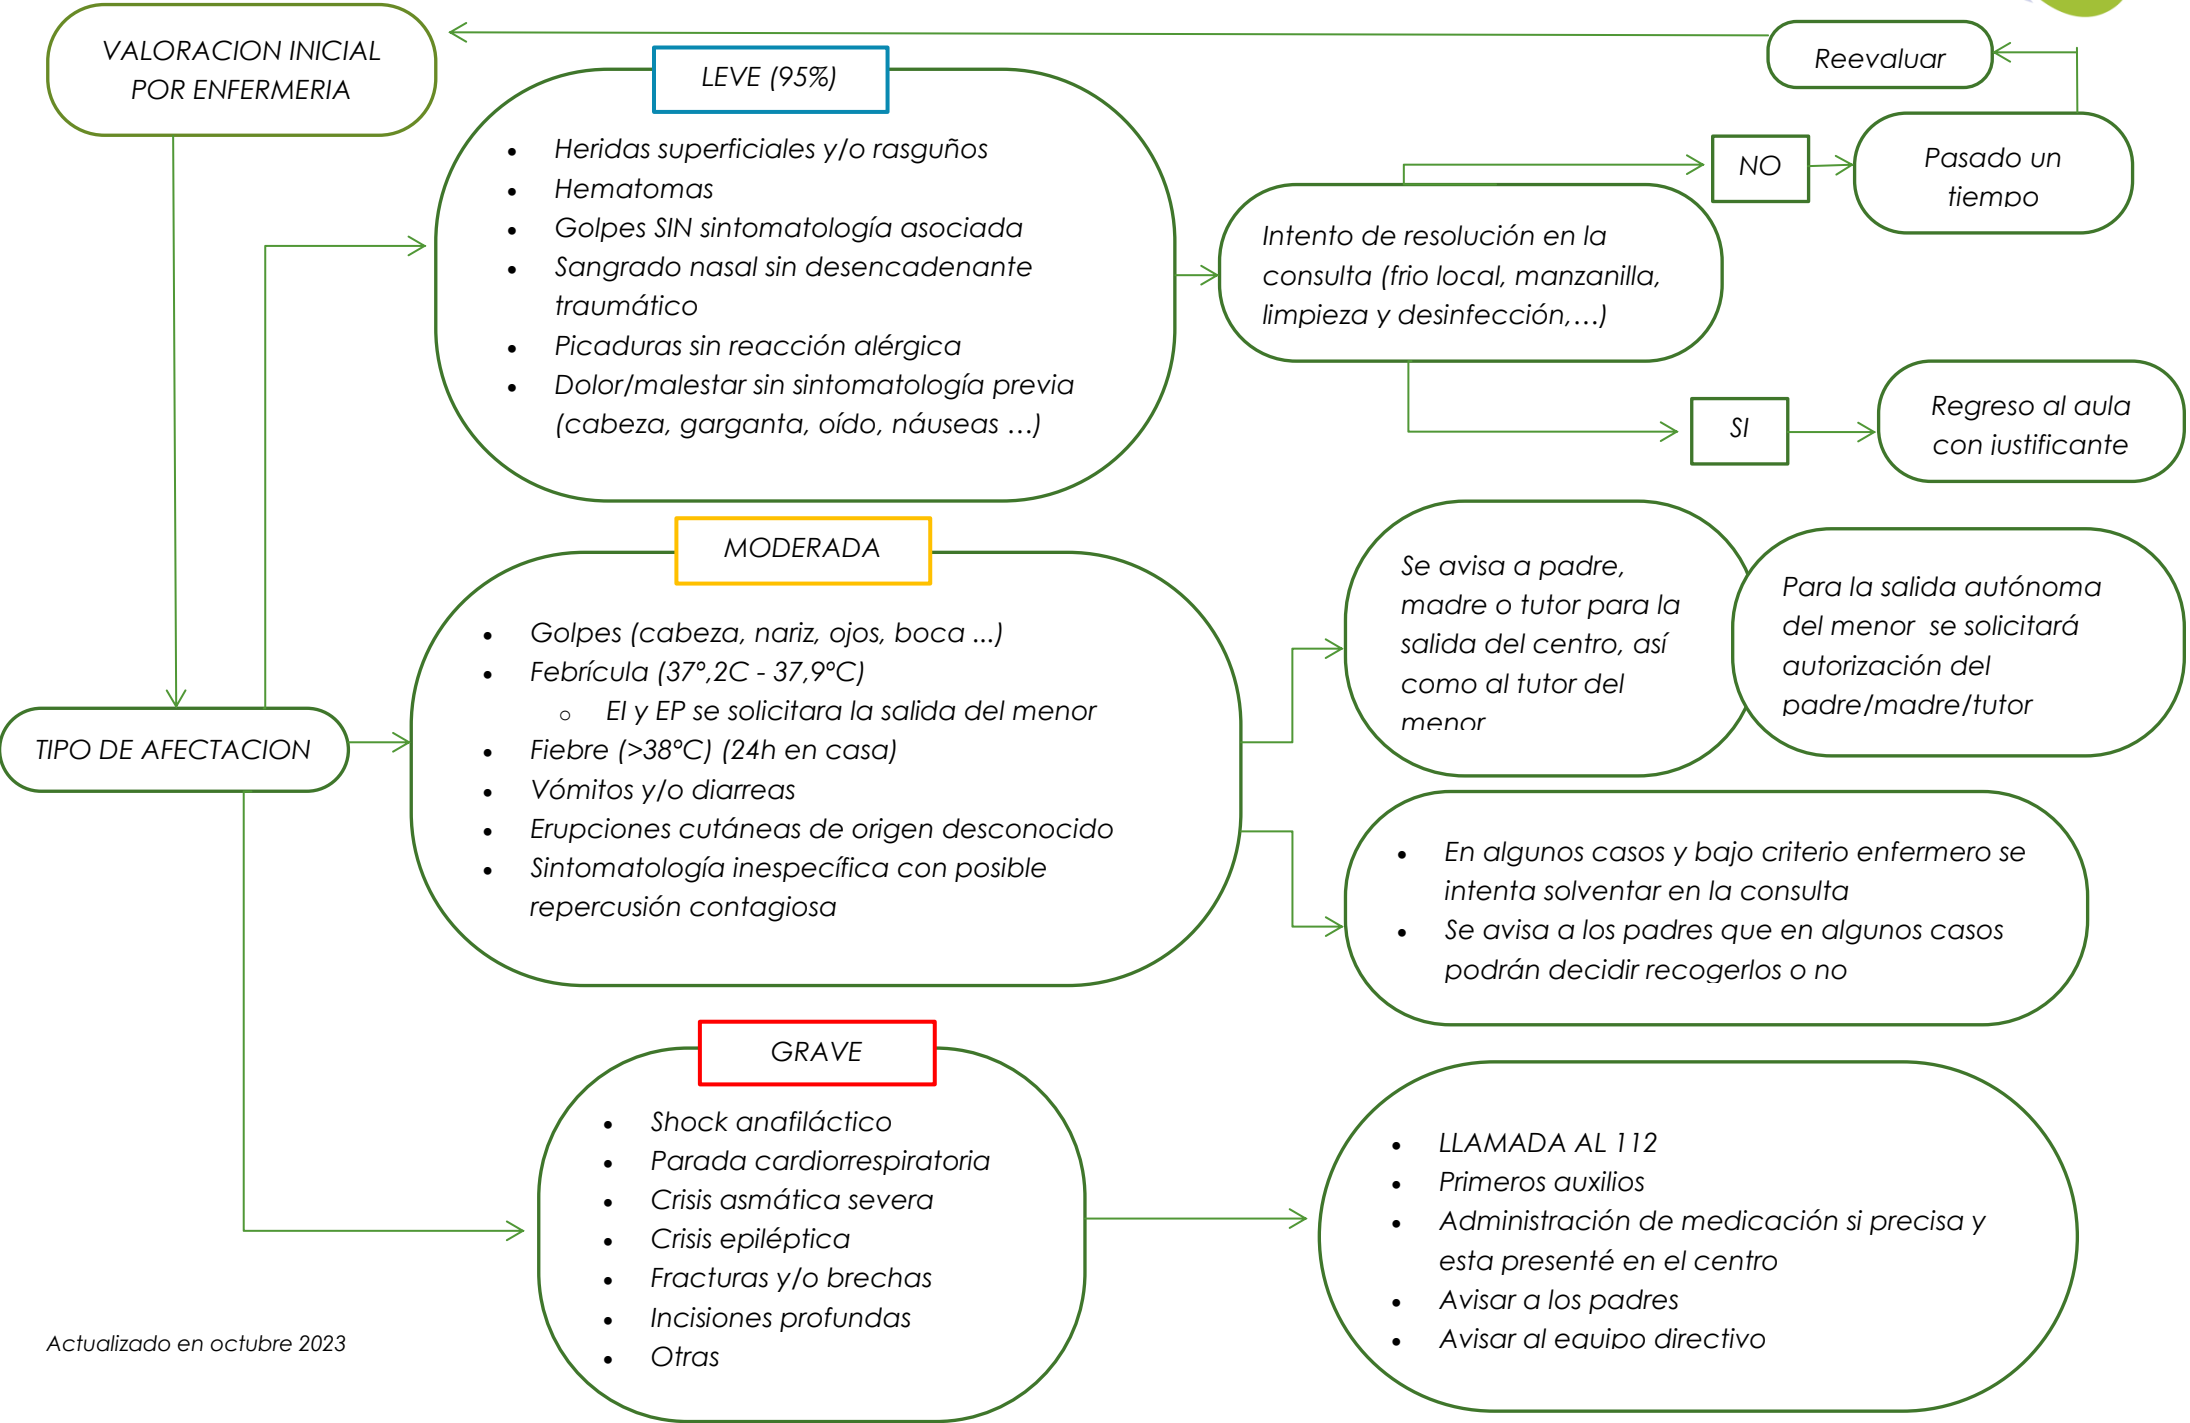 VALORACION INICIAL
POR ENFERMERIA
Reevaluar
LEVE (95%)
• Heridas superficiales y/o rasguños
• Hematomas
• Golpes SIN sintomatología asociada
• Sangrado nasal sin desencadenante
traumático
• Picaduras sin reacción alérgica
• Dolor/malestar sin sintomatología previa
(cabeza, garganta, oído, náuseas ...)
Intento de resolución en la
consulta (frio local, manzanilla,
limpieza y desinfección,...)
NO
Pasado un
tiempo
SI
Regreso al aula
con justificante
TIPO DE AFECTACION
MODERADA
• Golpes (cabeza, nariz, ojos, boca ...)
• Febrícula (37º,2C - 37,9ºC)
o EI y EP se solicitara la salida del menor
• Fiebre (>38ºC) (24h en casa)
• Vómitos y/o diarreas
• Erupciones cutáneas de origen desconocido
• Sintomatología inespecífica con posible
repercusión contagiosa
Se avisa a padre,
madre o tutor para la
salida del centro, así
como al tutor del
menor
Para la salida autónoma
del menor se solicitará
autorización del
padre/madre/tutor
• En algunos casos y bajo criterio enfermero se
intenta solventar en la consulta
• Se avisa a los padres que en algunos casos
podrán decidir recogerlos o no
GRAVE
• Shock anafiláctico
• Parada cardiorrespiratoria
• Crisis asmática severa
• Crisis epiléptica
• Fracturas y/o brechas
• Incisiones profundas
• Otras
• LLAMADA AL 112
• Primeros auxilios
• Administración de medicación si precisa y
esta presenté en el centro
• Avisar a los padres
• Avisar al equipo directivo
Actualizado en octubre 2023